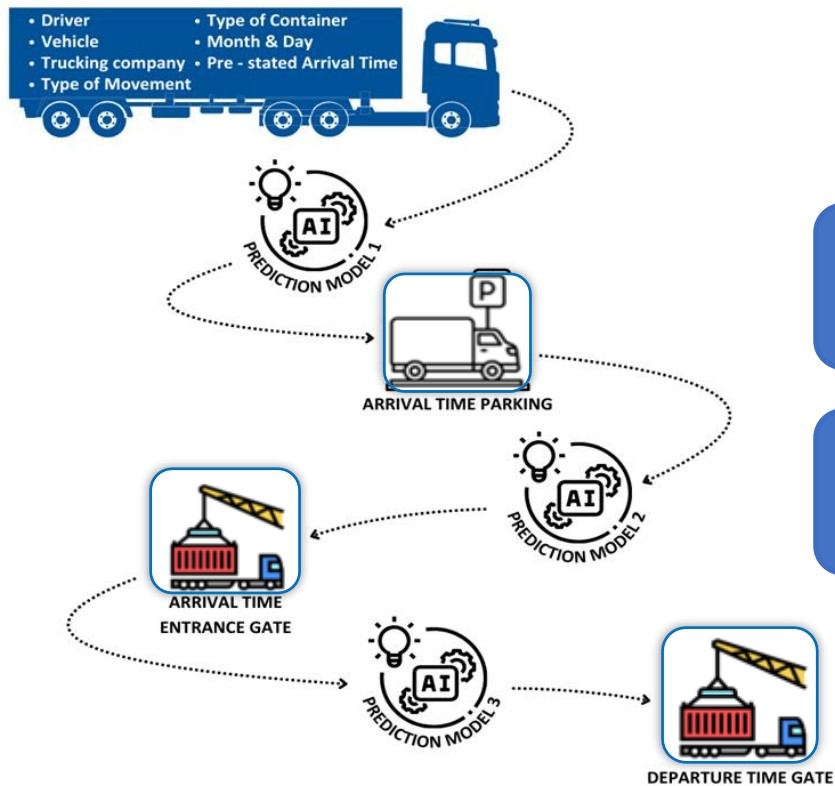 • Driver
• Vehicle
• Trucking company
• Type of Movement
• Type of Container
• Month & Day
• Pre - stated Arrival Time
AI
PREDICTION MODEL 1
P
ARRIVAL TIME PARKING
AI
PREDICTION MODEL 2
ARRIVAL TIME
ENTRANCE GATE
AI
PREDICTION MODEL 3
DEPARTURE TIME GATE